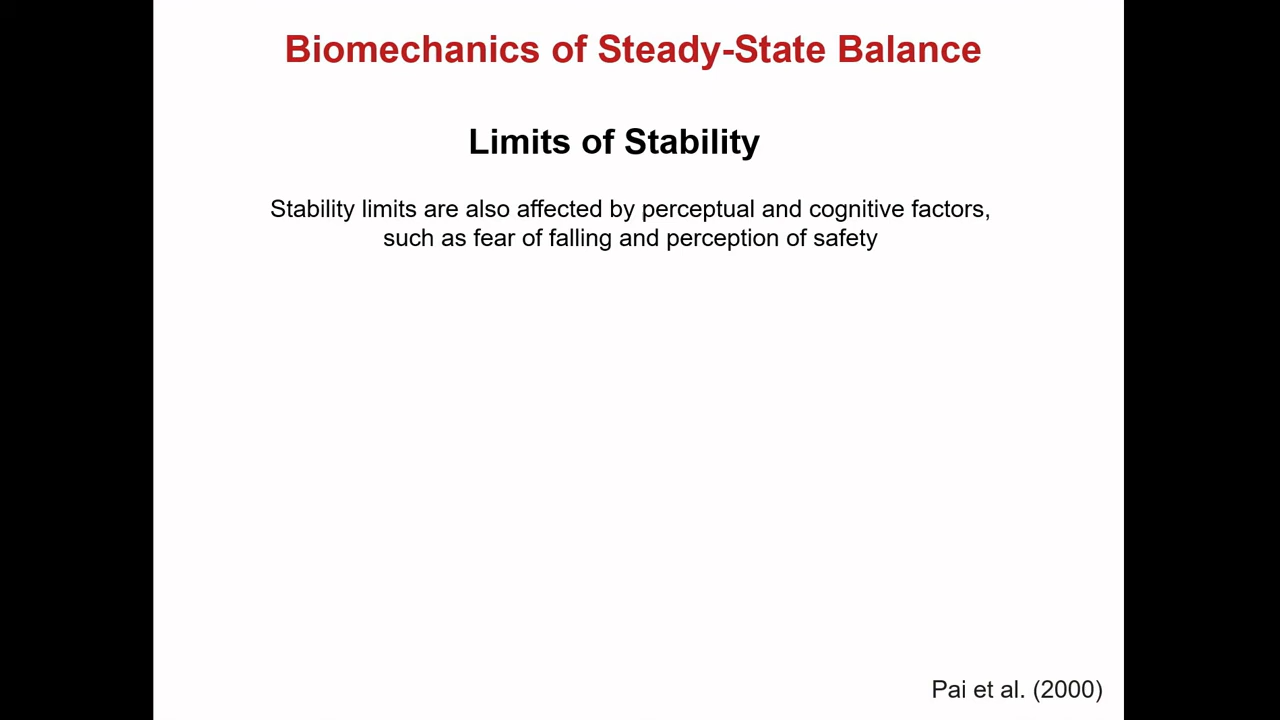 Biomechanics of Steady-State Balance
Limits of Stability
Stability limits are also affected by perceptual and cognitive factors,
such as fear of falling and perception of safety
Pai et al. (2000)